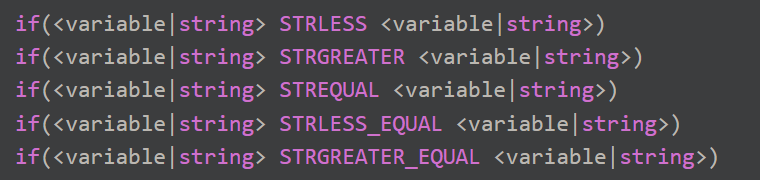 if(<variable|string> STRLESS <variable|string>)
if(<variable|string> STRGREATER <variable|string>)
if(<variable|string> STREQUAL <variable|string>)
if(<variable|string> STRLESS_EQUAL <variable|string>)
if(<variable|string> STRGREATER_EQUAL <variable|string>)